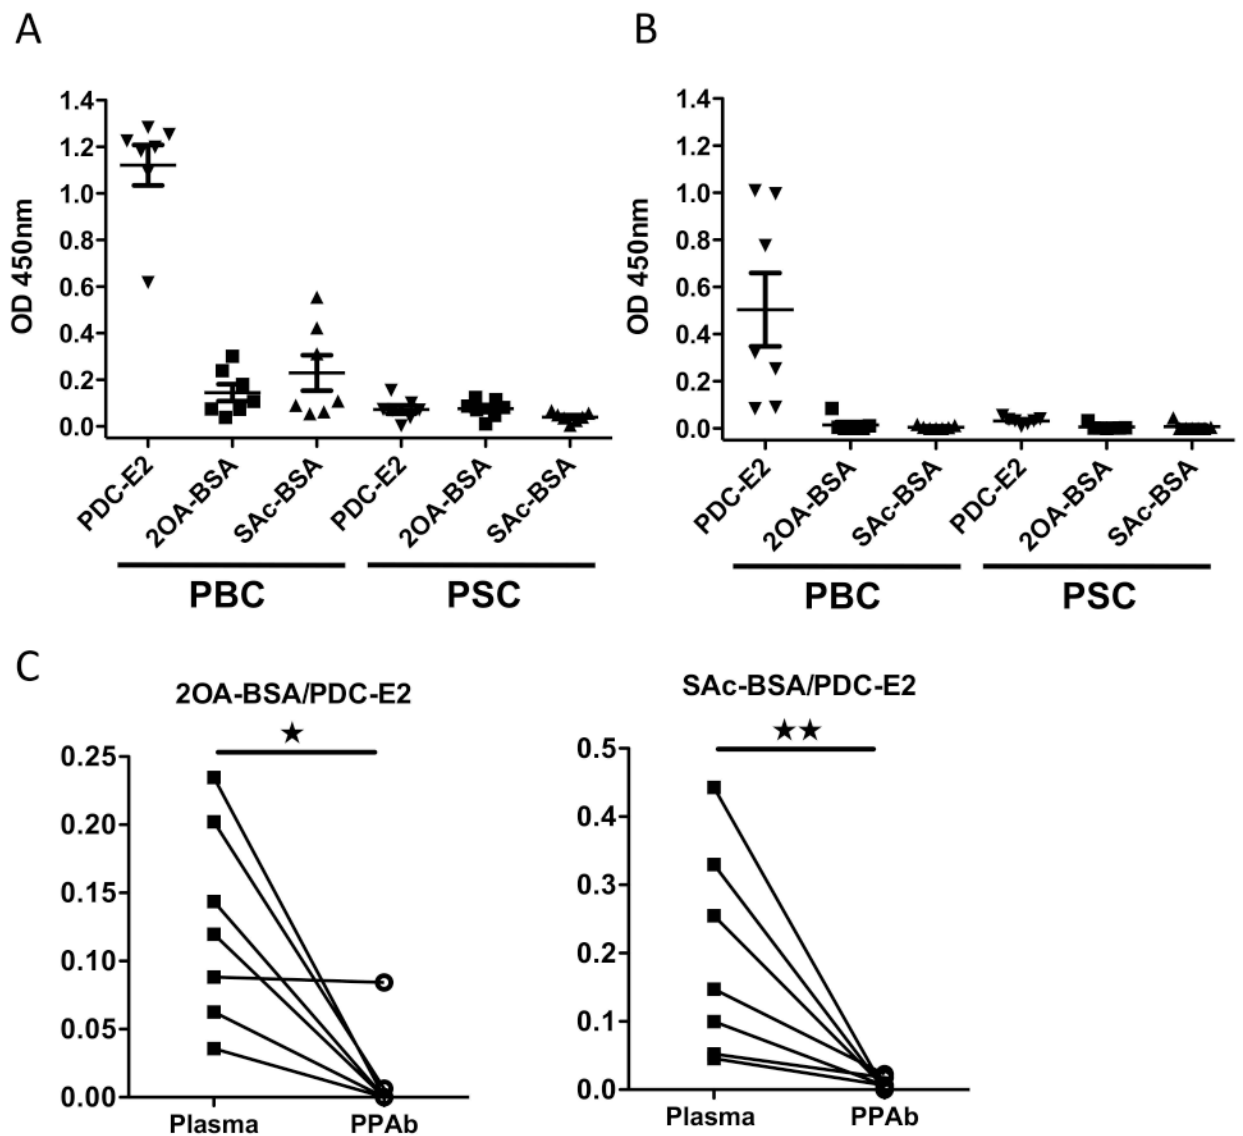 A
B
1.4
1.2
1.0
0.8
0.6
0.4
0.2
0.0
OD 450nm
PDC-E2
2OA-BSA
SAc-BSA
PDC-E2
2OA-BSA
SAc-BSA
PBC
PSC
1.4
1.2
1.0
0.8
0.6
0.4
0.2
0.0
OD 450nm
PDC-E2
2OA-BSA
SAc-BSA
PDC-E2
2OA-BSA
SAc-BSA
PBC
PSC
C
2OA-BSA/PDC-E2
★
0.25
0.20
0.15
0.10
0.05
0.00
Plasma
PPAb
SAc-BSA/PDC-E2
★★
0.5
0.4
0.3
0.2
0.1
0.0
Plasma
PPAb